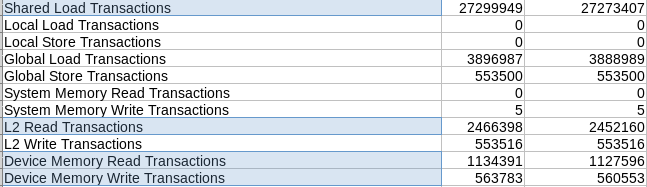 Shared Load Transactions 27299949 27273407
Local Load Transactions 0 0
Local Store Transactions 0 0
Global Load Transactions 3896987 3888989
Global Store Transactions 553500 553500
System Memory Read Transactions 0 0
System Memory Write Transactions 5 5
L2 Read Transactions 2466398 2452160
L2 Write Transactions 553516 553516
Device Memory Read Transactions 1134391 1127596
Device Memory Write Transactions 563783 560553